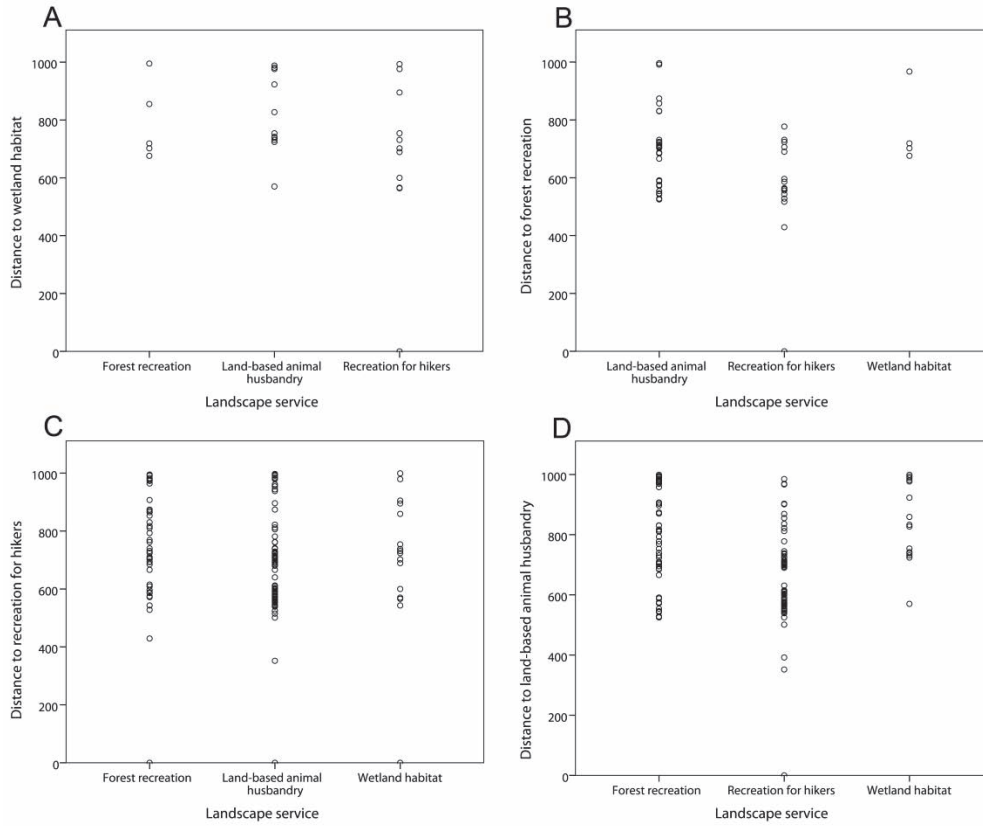 A
Distance to wetland habitat
1000
800
600
400
200
0
Forest recreation
Land-based animal
husbandry
Recreation for hikers
Landscape service
B
Distance to forest recreation
1000
800
600
400
200
0
Land-based animal
husbandry
Recreation for hikers
Wetland habitat
Landscape service
C
Distance to recreation for hikers
1000
800
600
400
200
0
Forest recreation
Land-based animal
husbandry
Wetland habitat
Landscape service
D
Distance to land-based animal husbandry
1000
800
600
400
200
0
Forest recreation
Recreation for hikers
Wetland habitat
Landscape service